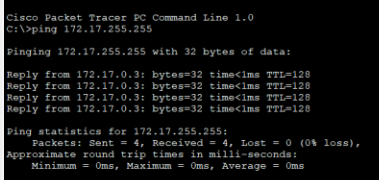 Cisco Packet Tracer PC Command Line 1.0
C:\>ping 172.17.255.255
Pinging 172.17.255.255 with 32 bytes of data:
Reply from 172.17.0.3: bytes=32 time<1ms TTL=128
Reply from 172.17.0.3: bytes=32 time<1ms TTL=128
Reply from 172.17.0.3: bytes=32 time<1ms TTL=128
Reply from 172.17.0.3: bytes=32 time<1ms TTL=128
Ping statistics for 172.17.255.255:
Packets: Sent = 4, Received = 4, Lost = 0 (0% loss),
Approximate round trip times in milli-seconds:
Minimum = 0ms, Maximum = 0ms, Average = 0ms